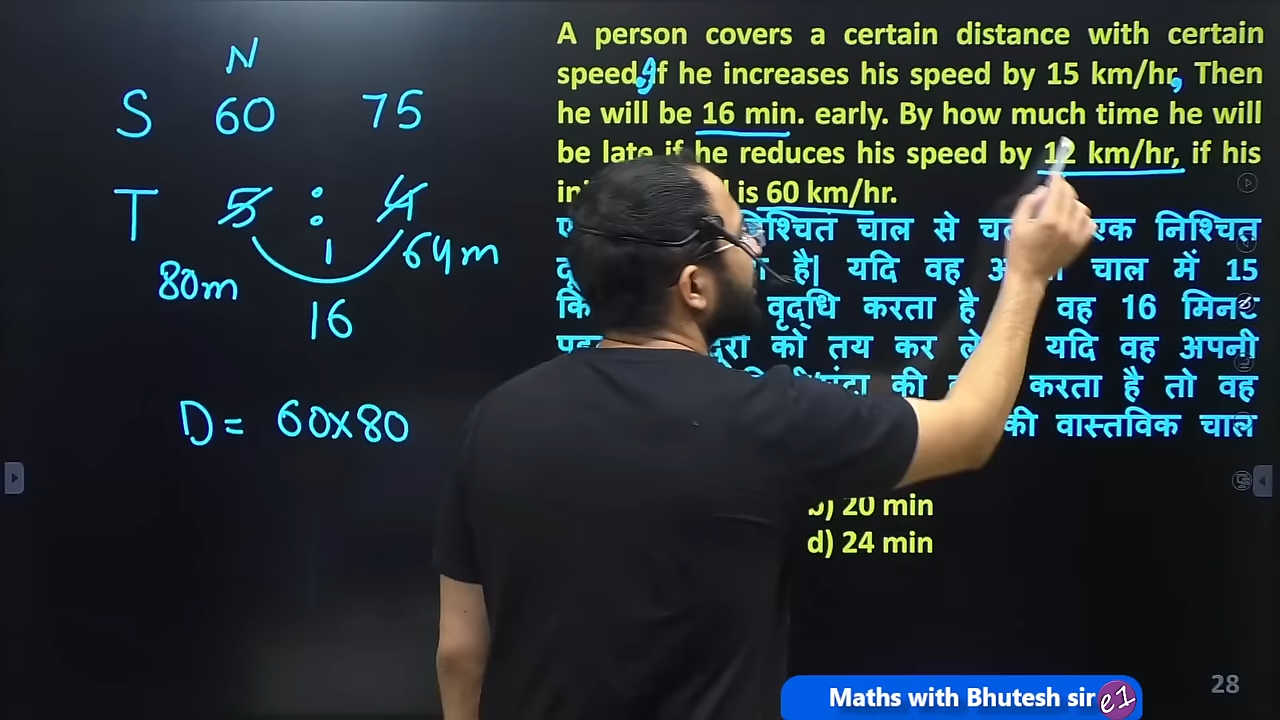 N
S 60 75
T 5 : 4
1
80m 64m
16
D = 60x80
A person covers a certain distance with certain
speed, if he increases his speed by 15 km/hr, Then
he will be 16 min. early. By how much time he will
be late if he reduces his speed by 12 km/hr, if his
is 60 km/hr.
चाल से एक निश्चित
है| यदि वह चाल में 15
वृद्धि करता है वह 16 मिनट
को तय कर यदि वह अपनी
की करता है तो वह
की वास्तविक चाल
b) 20 min
d) 24 min
Maths with Bhutesh sir e1
28